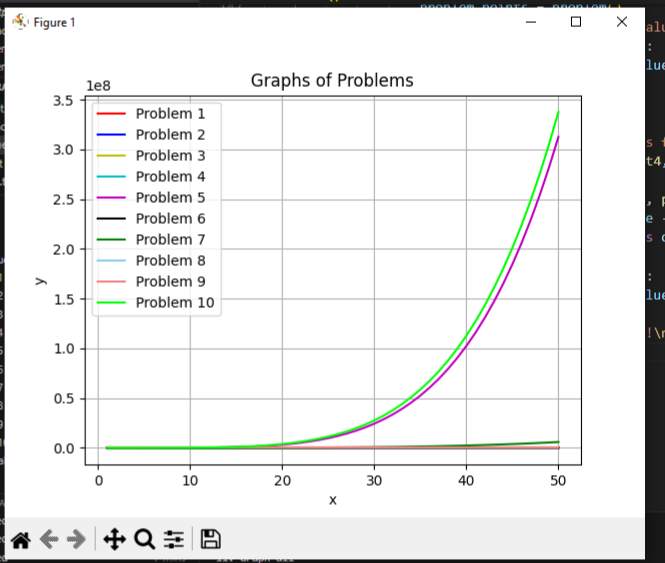 Figure 1
Graphs of Problems
1e8
3.5
3.0
2.5
2.0
1.5
1.0
0.5
0.0
y
Problem 1
Problem 2
Problem 3
Problem 4
Problem 5
Problem 6
Problem 7
Problem 8
Problem 9
Problem 10
0 10 20 30 40 50
x